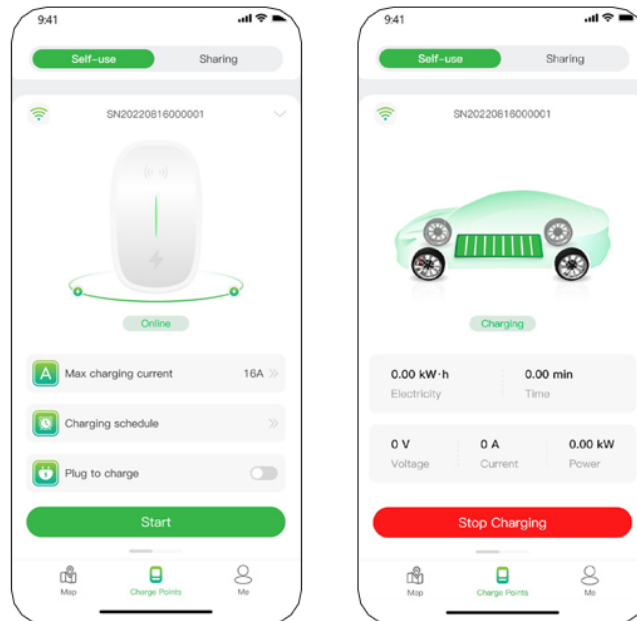 9:41
Self-use Sharing
SN20220816000001
Online
Max charging current 16A
Charging schedule
Plug to charge
Start
Map Charge Points Me
9:41
Self-use Sharing
SN20220816000001
Charging
0.00 kW·h 0.00 min
Electricity Time
0 V 0 A 0.00 kW
Voltage Current Power
Stop Charging
Map Charge Points Me